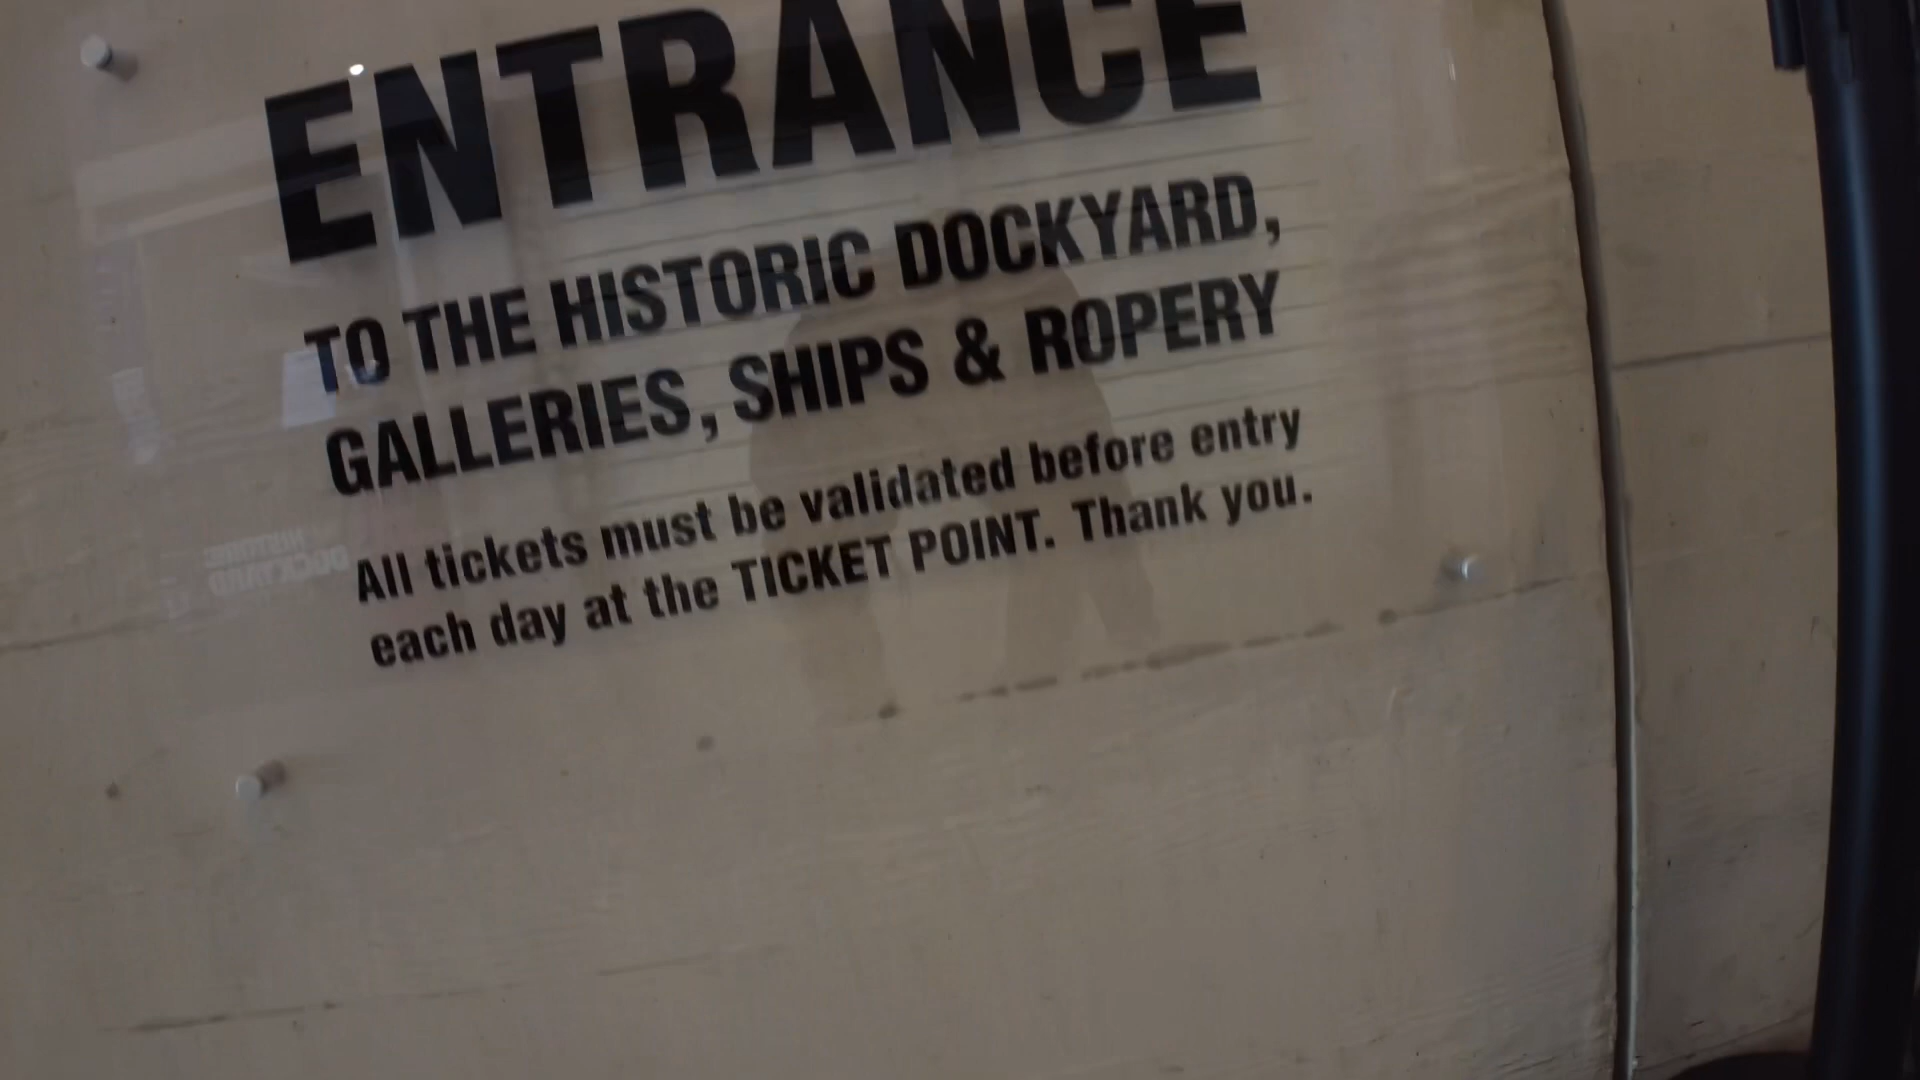 ENTRANCE
TO THE HISTORIC DOCKYARD,
GALLERIES, SHIPS & ROPERY
All tickets must be validated before entry
each day at the TICKET POINT. Thank you.